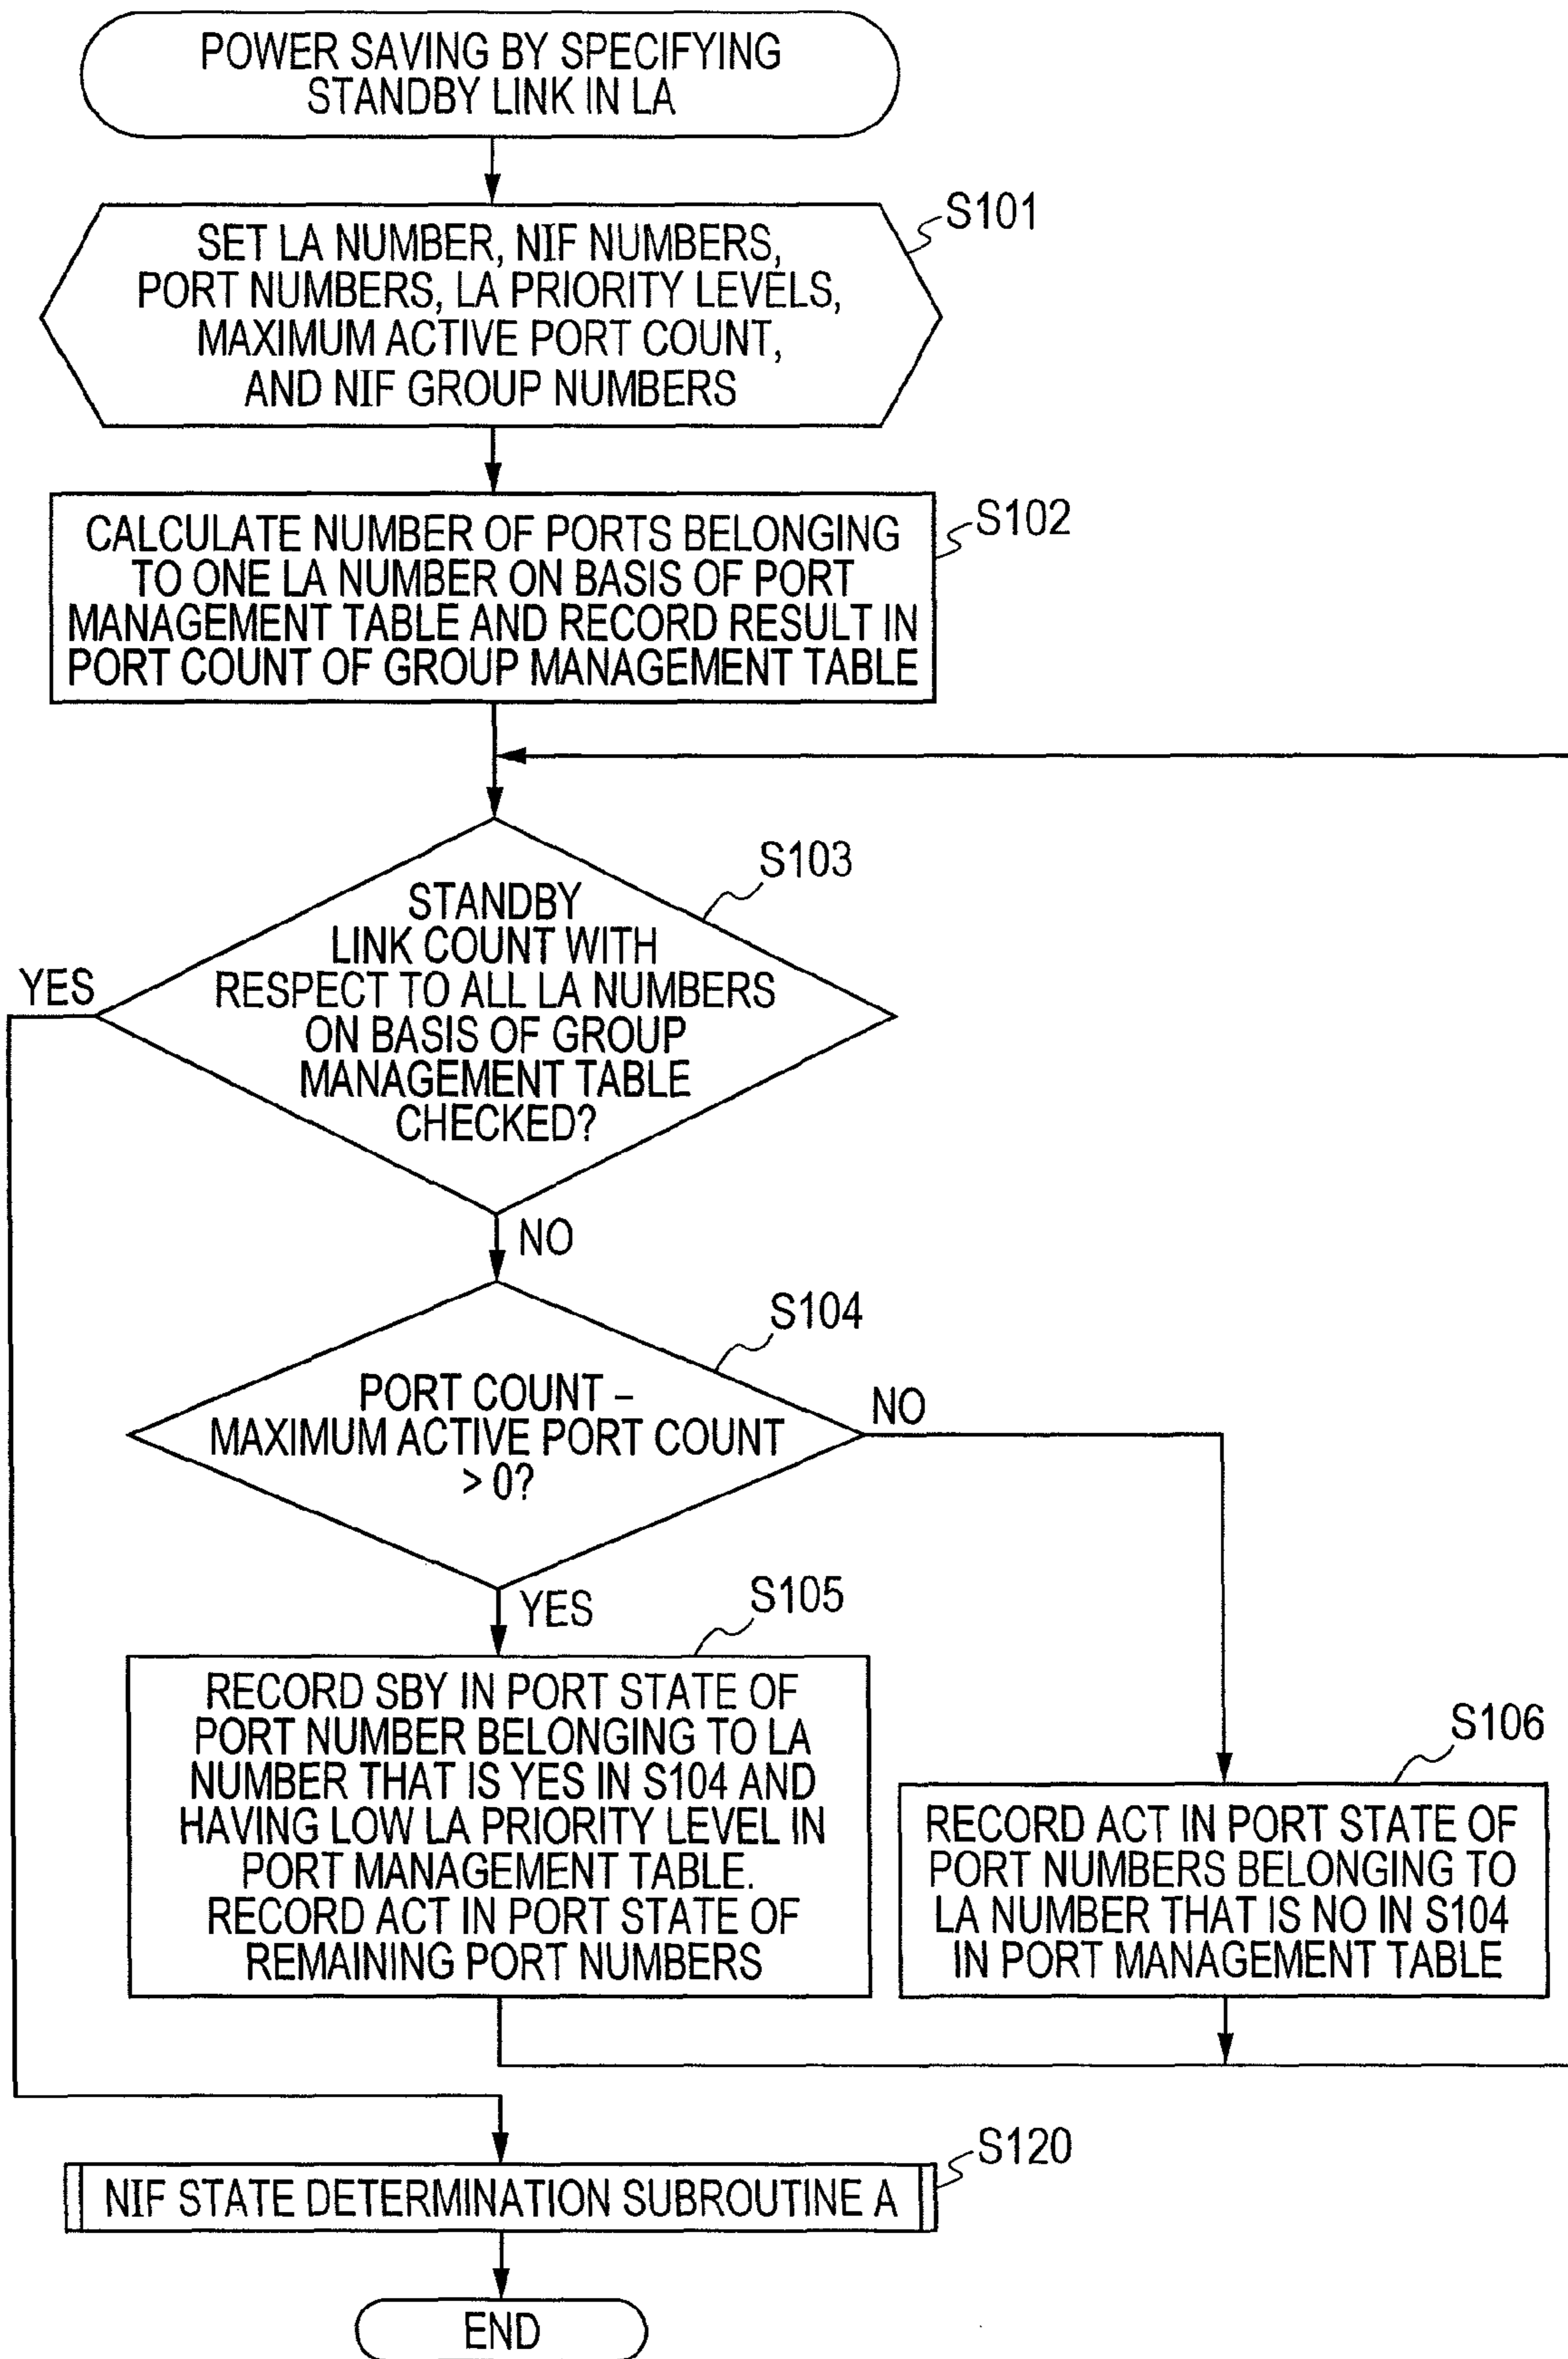 POWER SAVING BY SPECIFYING
STANDBY LINK IN LA
S101
SET LA NUMBER, NIF NUMBERS,
PORT NUMBERS, LA PRIORITY LEVELS,
MAXIMUM ACTIVE PORT COUNT,
AND NIF GROUP NUMBERS
S102
CALCULATE NUMBER OF PORTS BELONGING
TO ONE LA NUMBER ON BASIS OF PORT
MANAGEMENT TABLE AND RECORD RESULT IN
PORT COUNT OF GROUP MANAGEMENT TABLE
S103
STANDBY
LINK COUNT WITH
RESPECT TO ALL LA NUMBERS
ON BASIS OF GROUP
MANAGEMENT TABLE
CHECKED?
YES
NO
S104
PORT COUNT –
MAXIMUM ACTIVE PORT COUNT
> 0?
NO
YES
S105
RECORD SBY IN PORT STATE OF
PORT NUMBER BELONGING TO LA
NUMBER THAT IS YES IN S104 AND
HAVING LOW LA PRIORITY LEVEL IN
PORT MANAGEMENT TABLE.
RECORD ACT IN PORT STATE OF
REMAINING PORT NUMBERS
S106
RECORD ACT IN PORT STATE OF
PORT NUMBERS BELONGING TO
LA NUMBER THAT IS NO IN S104
IN PORT MANAGEMENT TABLE
S120
NIF STATE DETERMINATION SUBROUTINE A
END